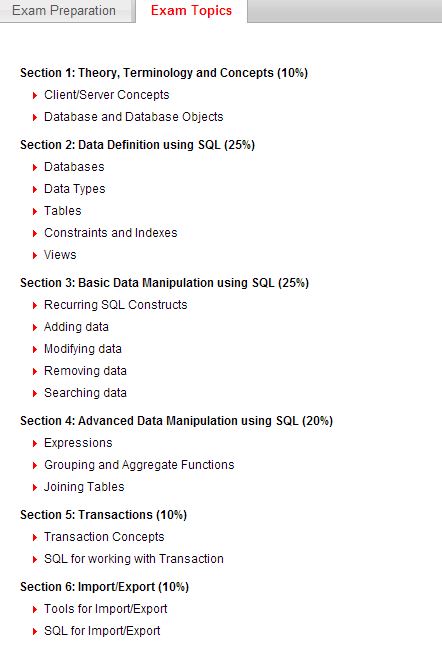 Exam Preparation
Exam Topics
Section 1: Theory, Terminology and Concepts (10%)
Client/Server Concepts
Database and Database Objects
Section 2: Data Definition using SQL (25%)
Databases
Data Types
Tables
Constraints and Indexes
Views
Section 3: Basic Data Manipulation using SQL (25%)
Recurring SQL Constructs
Adding data
Modifying data
Removing data
Searching data
Section 4: Advanced Data Manipulation using SQL (20%)
Expressions
Grouping and Aggregate Functions
Joining Tables
Section 5: Transactions (10%)
Transaction Concepts
SQL for working with Transaction
Section 6: Import/Export (10%)
Tools for Import/Export
SQL for Import/Export